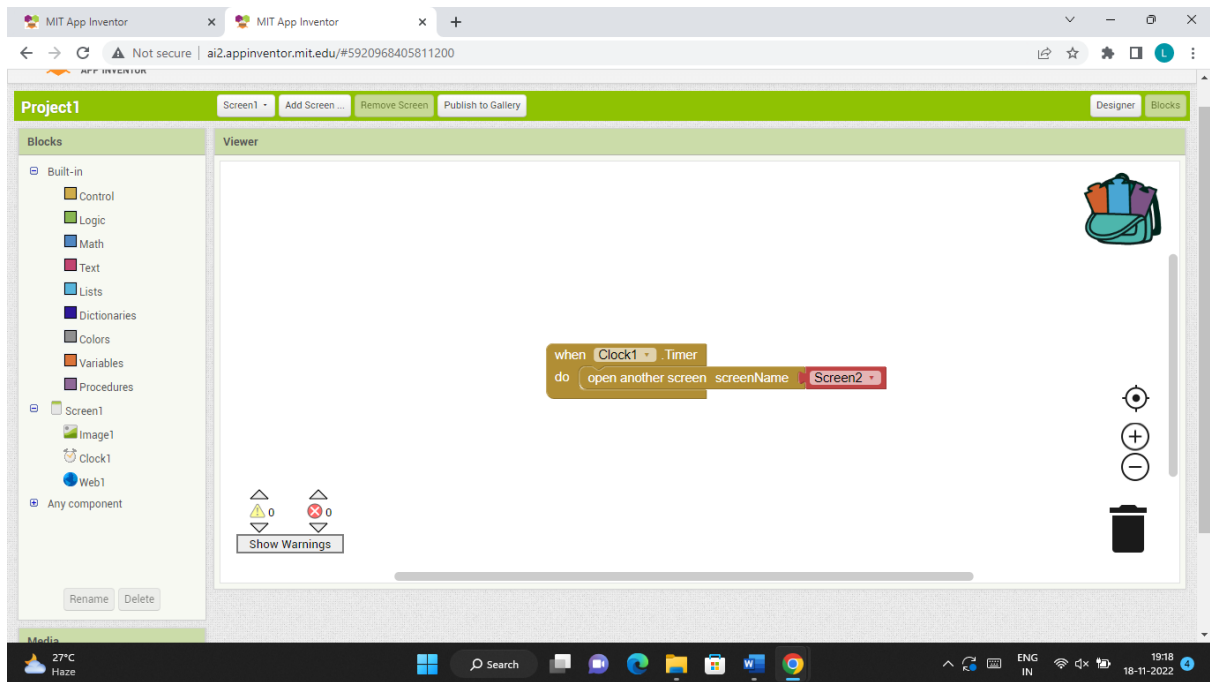 MIT App Inventor
MIT App Inventor
Not secure | ai2.appinventor.mit.edu/#5920968405811200
L
APP INVENTOR
Project1
Screen1
Add Screen ...
Remove Screen
Publish to Gallery
Designer
Blocks
Blocks
Viewer
Built-in
Control
Logic
Math
Text
Lists
Dictionaries
Colors
Variables
Procedures
Screen1
Image1
Clock1
Web1
Any component
when Clock1 .Timer
do open another screen screenName Screen2
0
0
Show Warnings
Rename
Delete
Media
27°C
Haze
Search
ENG
IN
19:18
18-11-2022
4